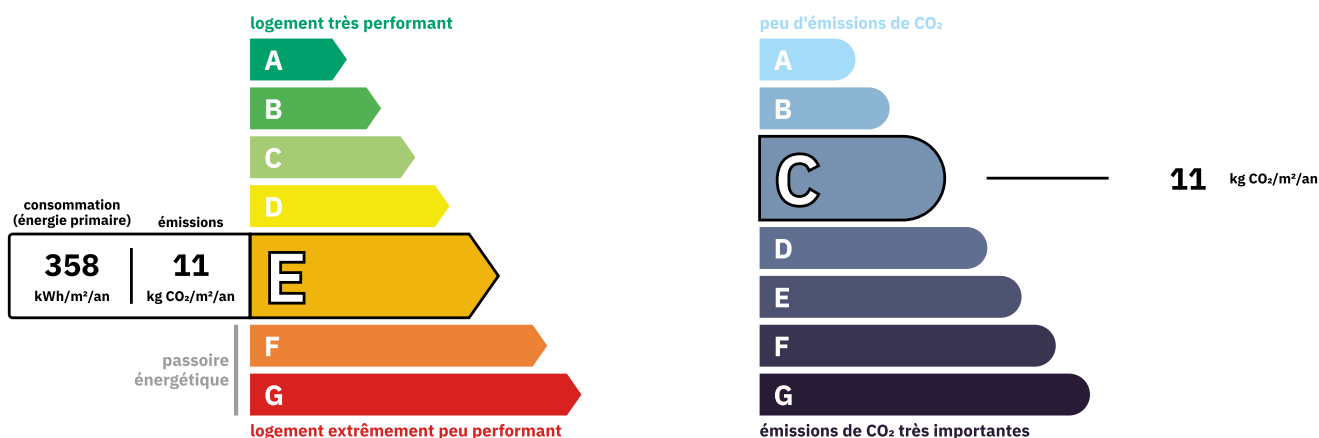 logement très performant
A
B
C
D
consommation
(énergie primaire)
émissions
358
kWh/m²/an
11
kg CO₂/m²/an
E
passoire
énergétique
F
G
logement extrêmement peu performant
peu d'émissions de CO₂
A
B
C
11
kg CO₂/m²/an
D
E
F
G
émissions de CO₂ très importantes